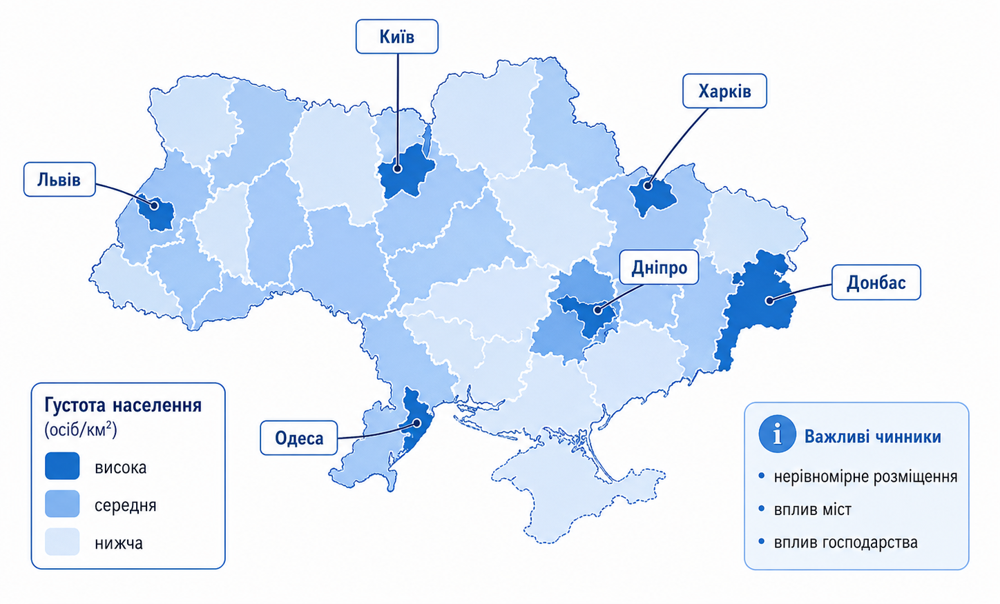 Київ
Харків
Львів
Дніпро
Донбас
Одеса
Густота населення
(осіб/км²)
висока
середня
нижча
Важливі чинники
• нерівномірне розміщення
• вплив міст
• вплив господарства